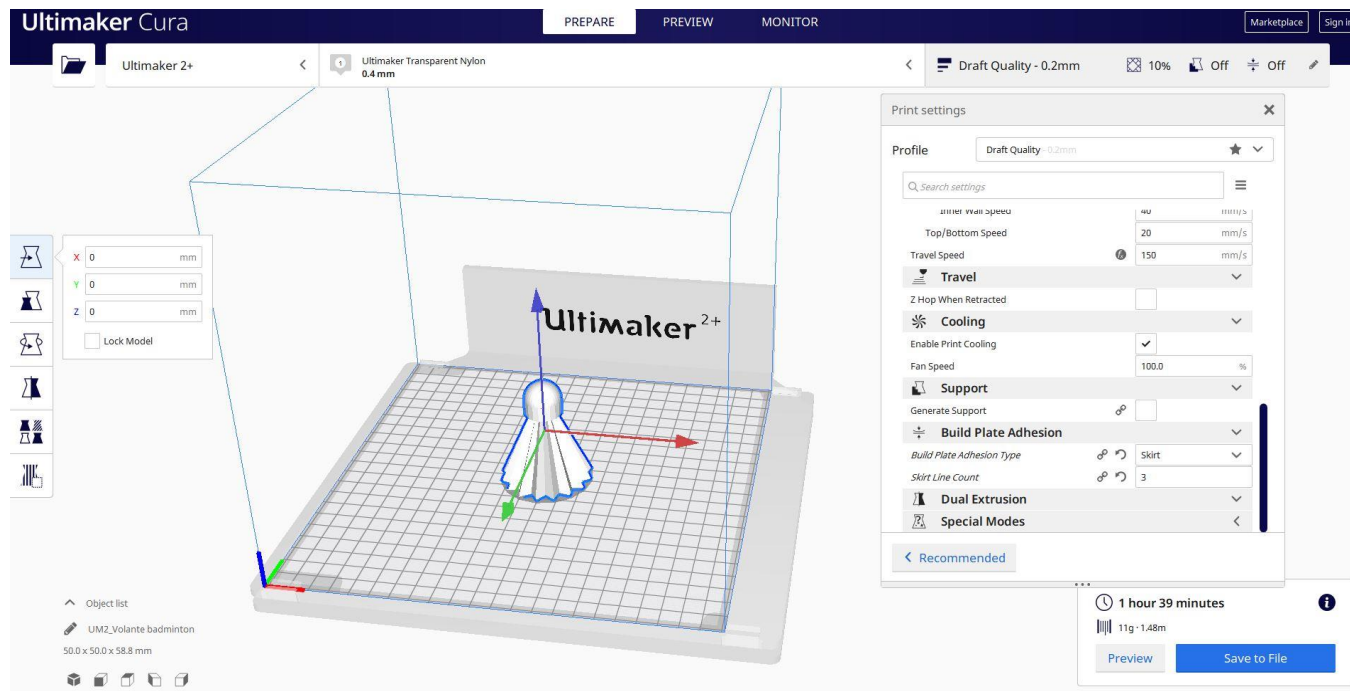 Ultimaker Cura
PREPARE PREVIEW MONITOR
Marketplace
Sign in
Ultimaker 2+
1
Ultimaker Transparent Nylon
0.4 mm
Draft Quality - 0.2mm
10%
Off
Off
X 0 mm
Y 0 mm
Z 0 mm
Lock Model
Ultimaker 2+
Print settings
Profile
Draft Quality - 0.2mm
Search settings
Inner Wall Speed 40 mm/s
Top/Bottom Speed 20 mm/s
Travel Speed 150 mm/s
Travel
Z Hop When Retracted
Cooling
Enable Print Cooling
Fan Speed 100.0 %
Support
Generate Support
Build Plate Adhesion
Build Plate Adhesion Type Skirt
Skirt Line Count 3
Dual Extrusion
Special Modes
Recommended
Object list
UM2_Volante badminton
50.0 x 50.0 x 58.8 mm
1 hour 39 minutes
11g · 1.48m
Preview
Save to File